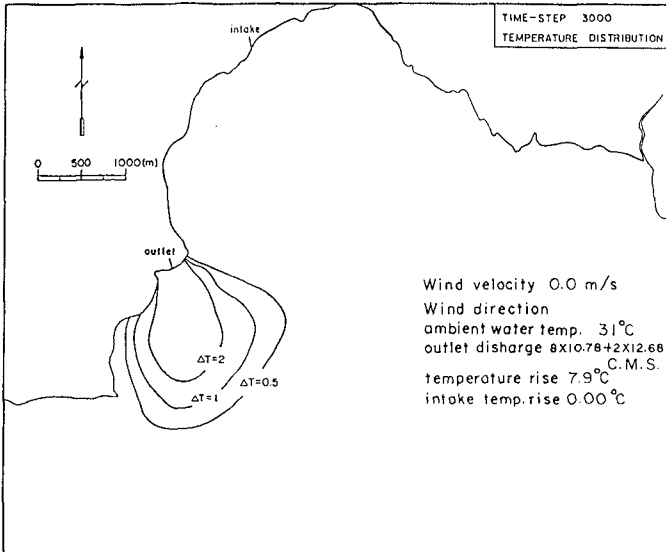 TIME-STEP 3000
TEMPERATURE DISTRIBUTION
intake
0 500 1000(m)
outlet
ΔT=2
ΔT=1
ΔT=0.5
Wind velocity 0.0 m/s
Wind direction
ambient water temp. 31°C
outlet disharge 8X10.78+2X12.68
C.M.S.
temperature rise 7.9°C
intake temp. rise 0.00°C